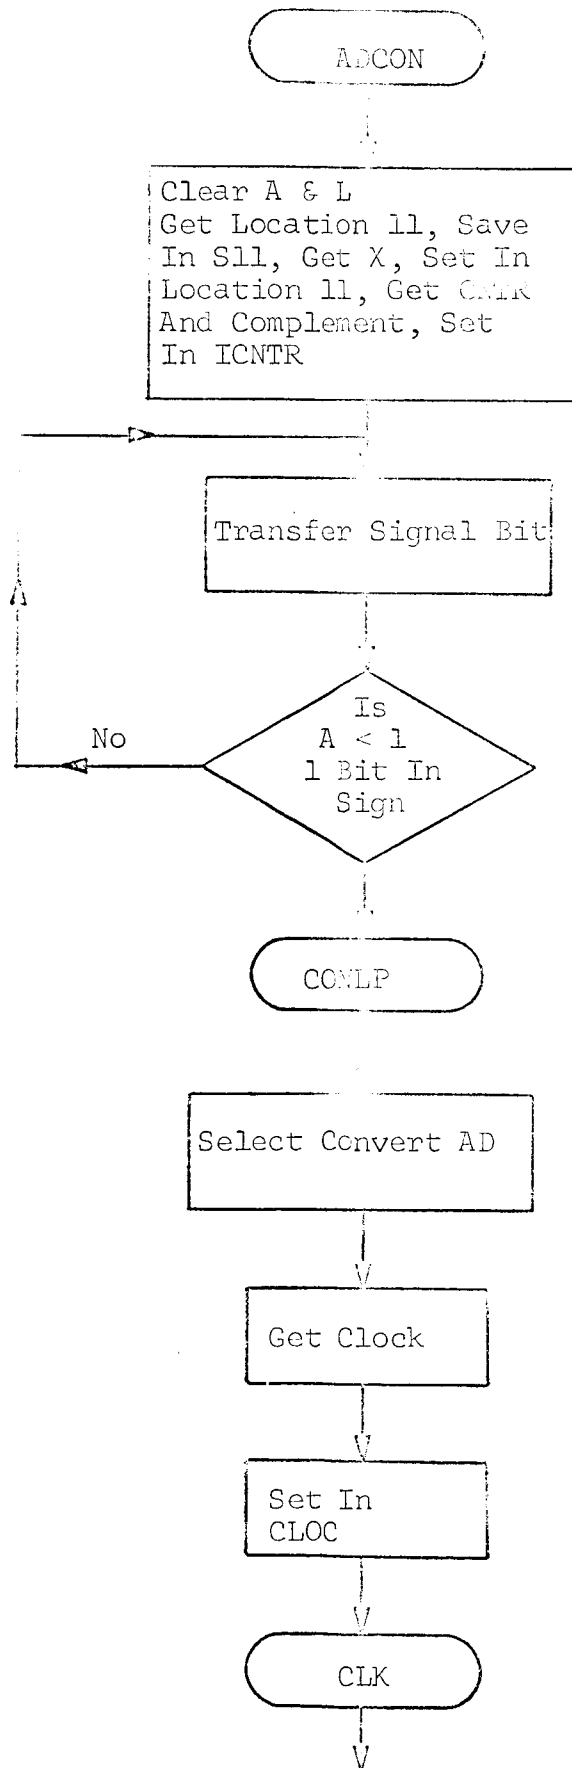 ADCON
Clear A & L
Get Location 11, Save
In S11, Get X, Set In
Location 11, Get CNTR
And Complement, Set
In ICNTR
Transfer Signal Bit
Is
A < 1
1 Bit In
Sign
No
CONLP
Select Convert AD
Get Clock
Set In
CLOC
CLK